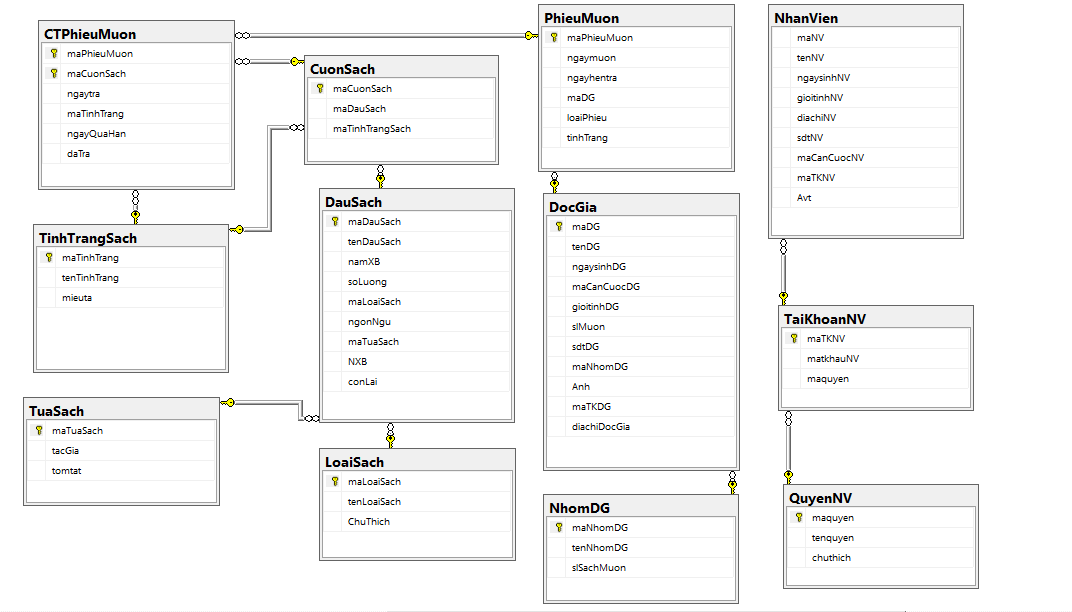 CTPhieuMuon
maPhieuMuon
maCuonSach
ngaytra
maTinhTrang
ngayQuaHan
daTra
CuonSach
maCuonSach
maDauSach
maTinhTrangSach
PhieuMuon
maPhieuMuon
ngaymuon
ngayhentra
maDG
loaiPhieu
tinhTrang
NhanVien
maNV
tenNV
ngaysinhNV
gioitinhNV
diachiNV
sdtNV
maCanCuocNV
maTKNV
Avt
TinhTrangSach
maTinhTrang
tenTinhTrang
mieuta
DauSach
maDauSach
tenDauSach
namXB
soLuong
maLoaiSach
ngonNgu
maTuaSach
NXB
conLai
DocGia
maDG
tenDG
ngaysinhDG
maCanCuocDG
gioitinhDG
slMuon
sdtDG
maNhomDG
Anh
maTKDG
diachiDocGia
TaiKhoanNV
maTKNV
matkhauNV
maquyen
TuaSach
maTuaSach
tacGia
tomtat
LoaiSach
maLoaiSach
tenLoaiSach
ChuThich
NhomDG
maNhomDG
tenNhomDG
slSachMuon
QuyenNV
maquyen
tenquyen
chuthich